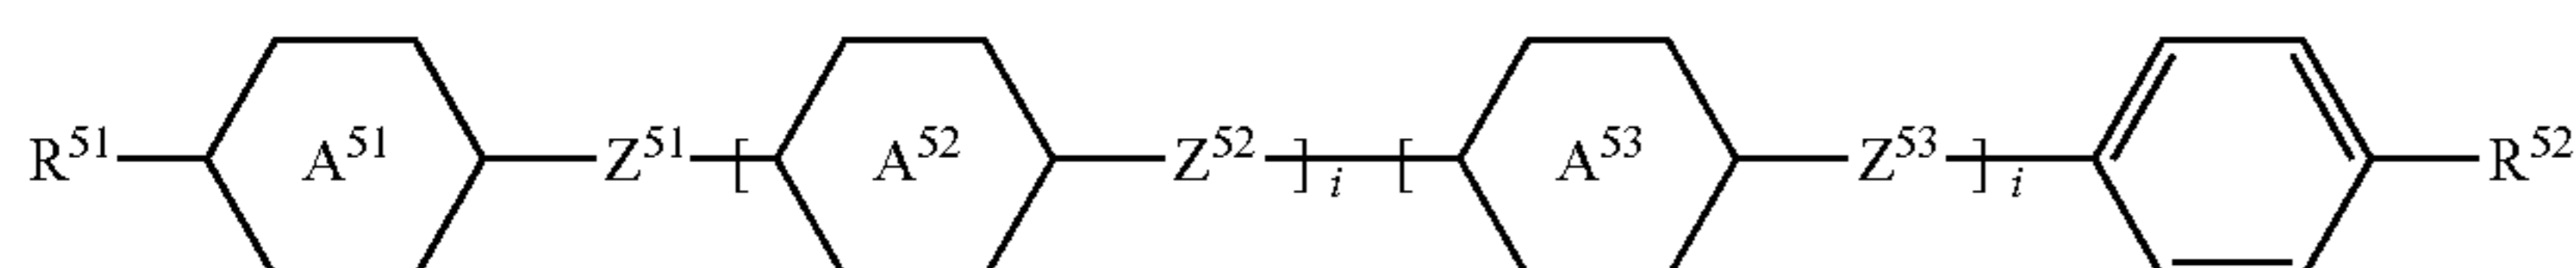 R⁵¹ A⁵¹ Z⁵¹ [ A⁵² Z⁵² ]ᵢ [ A⁵³ Z⁵³ ]ᵢ R⁵²